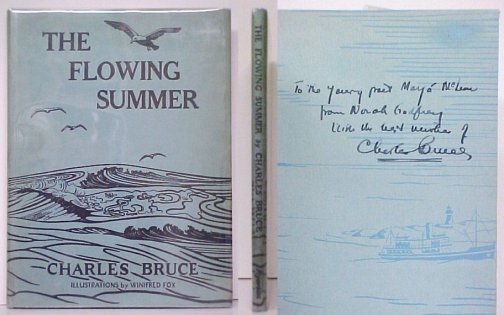 THE
FLOWING
SUMMER
CHARLES BRUCE
ILLUSTRATIONS by WINIFRED FOX
THE FLOWING SUMMER by CHARLES BRUCE
To the young poet
from Norah Godfrey
With the best wishes of
Charles Bruce